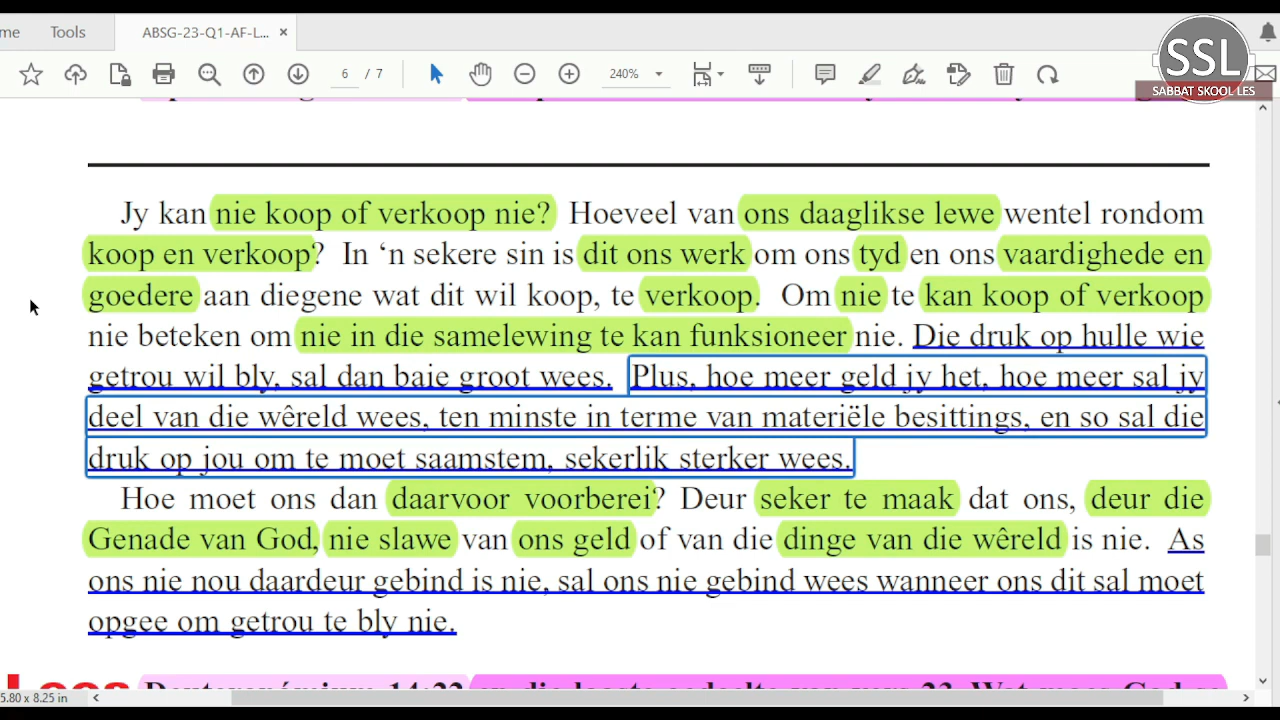 me Tools ABSG-23-Q1-AF-L... ×
6 / 7 240%
SSL
SABBAT SKOOL LES
Jy kan nie koop of verkoop nie? Hoeveel van ons daaglikse lewe wentel rondom
koop en verkoop? In ‘n sekere sin is dit ons werk om ons tyd en ons vaardighede en
goedere aan diegene wat dit wil koop, te verkoop. Om nie te kan koop of verkoop
nie beteken om nie in die samelewing te kan funksioneer nie. Die druk op hulle wie
getrou wil bly, sal dan baie groot wees. Plus, hoe meer geld jy het, hoe meer sal jy
deel van die wêreld wees, ten minste in terme van materiële besittings, en so sal die
druk op jou om te moet saamstem, sekerlik sterker wees.
Hoe moet ons dan daarvoor voorberei? Deur seker te maak dat ons, deur die
Genade van God, nie slawe van ons geld of van die dinge van die wêreld is nie. As
ons nie nou daardeur gebind is nie, sal ons nie gebind wees wanneer ons dit sal moet
opgee om getrou te bly nie.
5.80 x 8.25 in